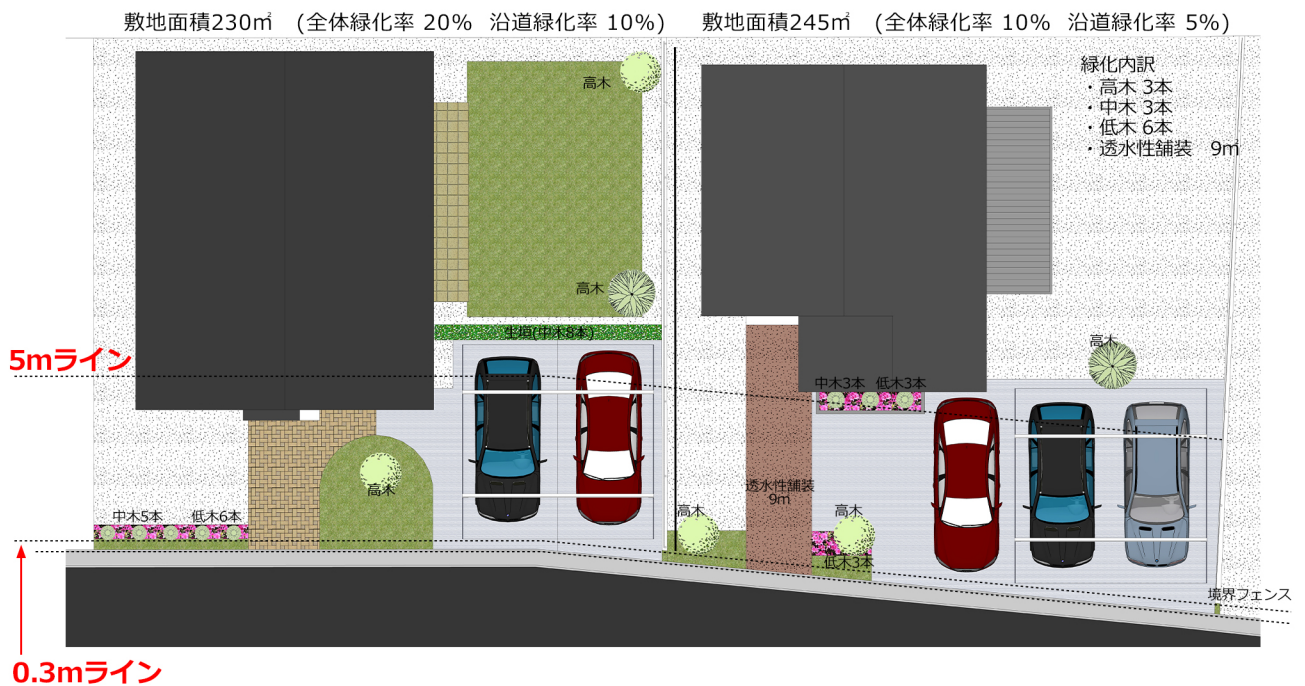 敷地面積230㎡ (全体緑化率 20% 沿道緑化率 10%)
敷地面積245㎡ (全体緑化率 10% 沿道緑化率 5%)
緑化内訳
・高木 3本
・中木 3本
・低木 6本
・透水性舗装 9㎡
高木
高木
生垣(中木8本)
5mライン
高木
中木3本 低木3本
高木
透水性舗装
9㎡
中木5本 低木6本
高木
高木
低木3本
境界フェンス
0.3mライン